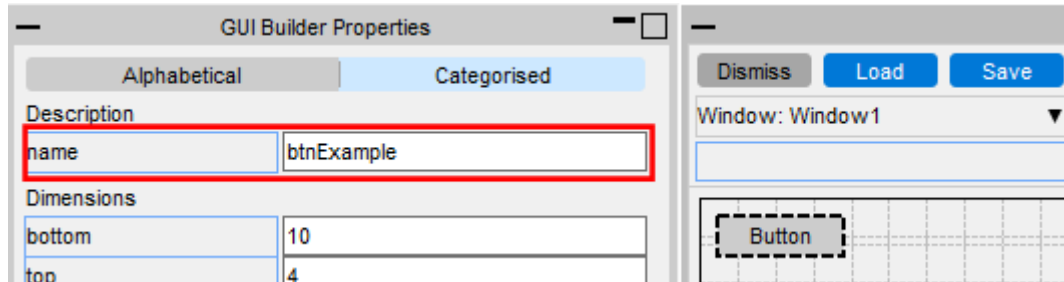 GUI Builder Properties
Alphabetical Categorised
Description
name btnExample
Dimensions
bottom 10
top 4
Dismiss Load Save
Window: Window1
Button